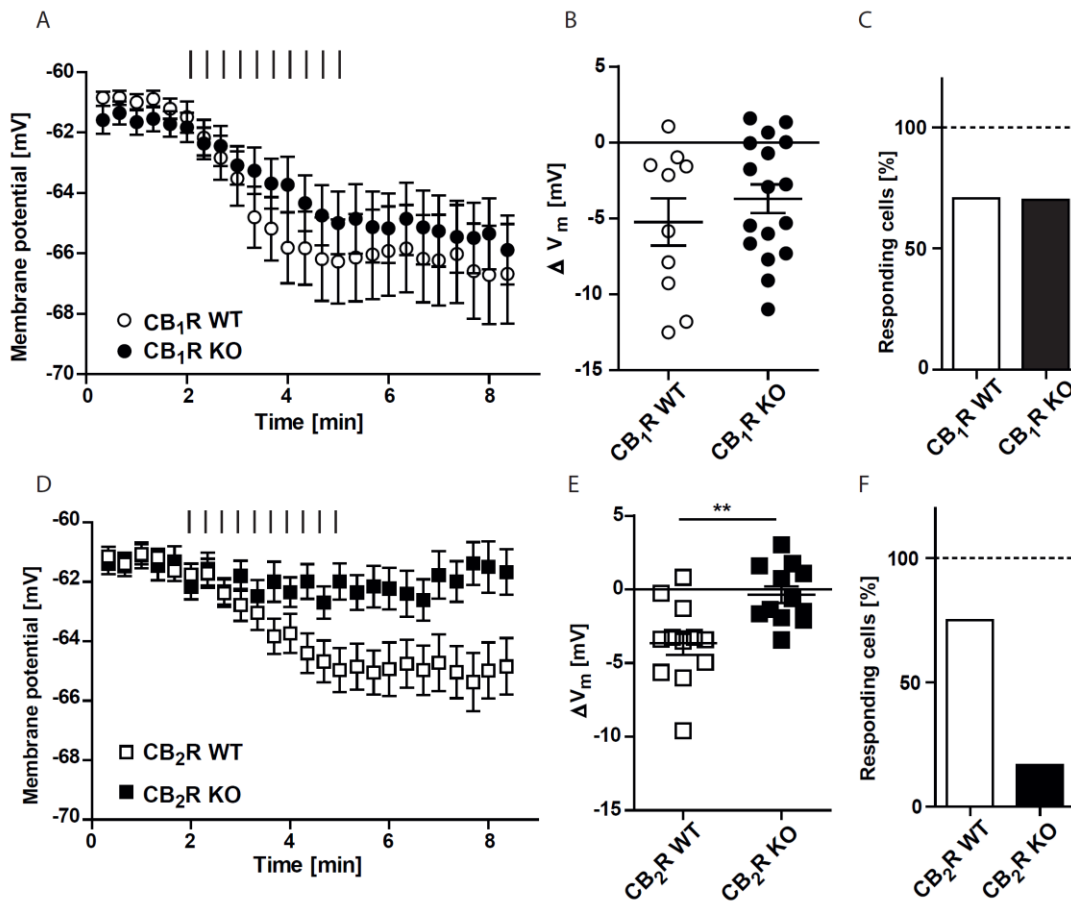 A
-60
-62
-64
-66
-68
-70
Membrane potential [mV]
CB1R WT
CB1R KO
0
2
4
6
8
Time [min]
B
5
0
-5
-10
-15
Δ Vm [mV]
CB1R WT
CB1R KO
C
100
50
0
Responding cells [%]
CB1R WT
CB1R KO
D
-60
-62
-64
-66
-68
-70
Membrane potential [mV]
CB2R WT
CB2R KO
0
2
4
6
8
Time [min]
E
**
5
0
-5
-10
-15
ΔVm [mV]
CB2R WT
CB2R KO
F
100
50
0
Responding cells [%]
CB2R WT
CB2R KO